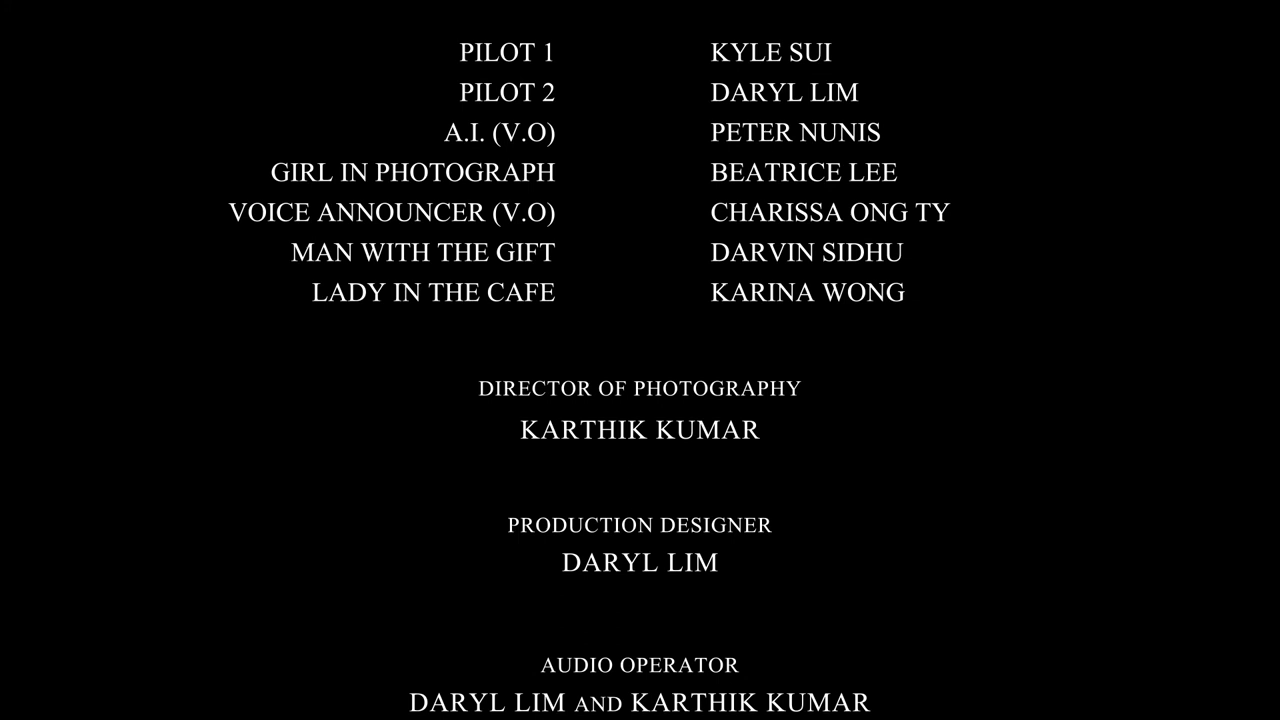 PILOT 1 KYLE SUI
PILOT 2 DARYL LIM
A.I. (V.O) PETER NUNIS
GIRL IN PHOTOGRAPH BEATRICE LEE
VOICE ANNOUNCER (V.O) CHARISSA ONG TY
MAN WITH THE GIFT DARVIN SIDHU
LADY IN THE CAFE KARINA WONG
DIRECTOR OF PHOTOGRAPHY
KARTHIK KUMAR
PRODUCTION DESIGNER
DARYL LIM
AUDIO OPERATOR
DARYL LIM AND KARTHIK KUMAR